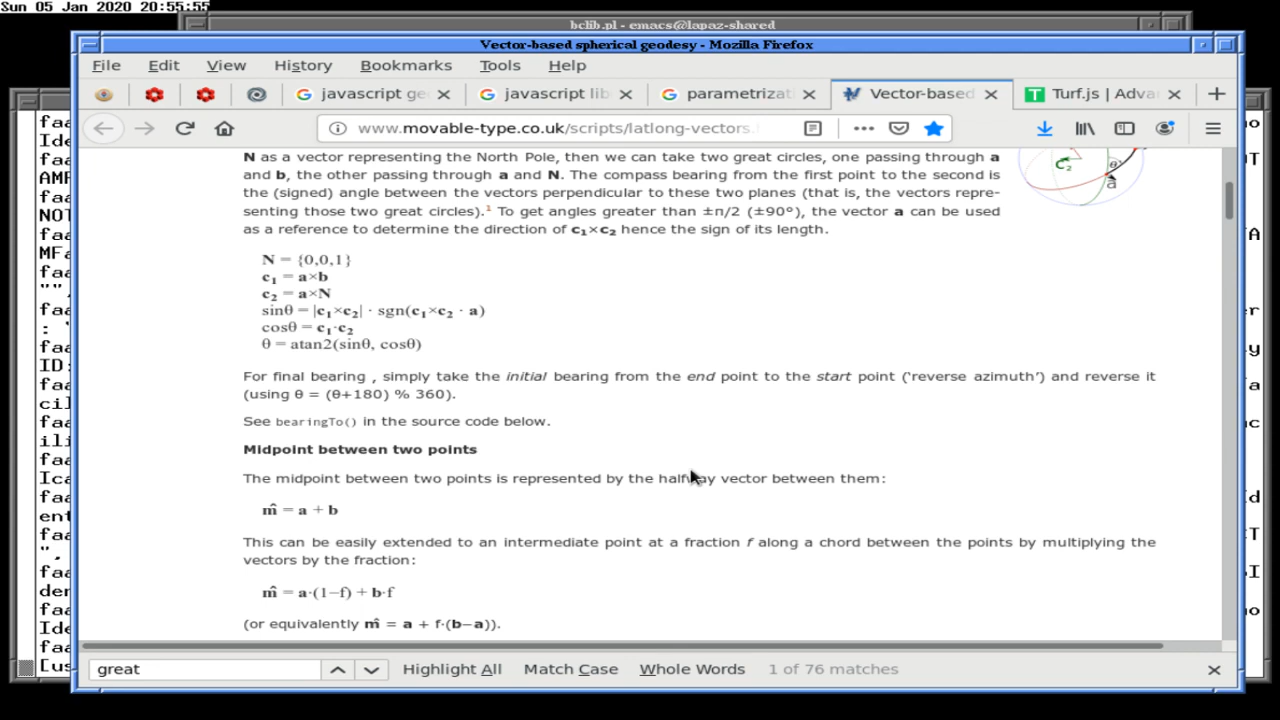 Sun 05 Jan 2020 20:55:55
bclib.pl - emacs@lapaz-shared
Vector-based spherical geodesy - Mozilla Firefox
File Edit View History Bookmarks Tools Help
javascript ge
javascript lib
parametrizat
Vector-based
Turf.js | Adva
www.movable-type.co.uk/scripts/latlong-vectors.
N as a vector representing the North Pole, then we can take two great circles, one passing through a
and b, the other passing through a and N. The compass bearing from the first point to the second is
the (signed) angle between the vectors perpendicular to these two planes (that is, the vectors repre-
senting those two great circles).¹ To get angles greater than ±π/2 (±90°), the vector a can be used
as a reference to determine the direction of c₁×c₂ hence the sign of its length.
C₂
θ
a
N = {0,0,1}
c₁ = a×b
c₂ = a×N
sinθ = |c₁×c₂| · sgn(c₁×c₂ · a)
cosθ = c₁·c₂
θ = atan2(sinθ, cosθ)
For final bearing , simply take the initial bearing from the end point to the start point (‘reverse azimuth’) and reverse it
(using θ = (θ+180) % 360).
See bearingTo() in the source code below.
Midpoint between two points
The midpoint between two points is represented by the halfway vector between them:
m̂ = a + b
This can be easily extended to an intermediate point at a fraction f along a chord between the points by multiplying the
vectors by the fraction:
m̂ = a·(1−f) + b·f
(or equivalently m̂ = a + f·(b−a)).
great
Highlight All Match Case Whole Words 1 of 76 matches